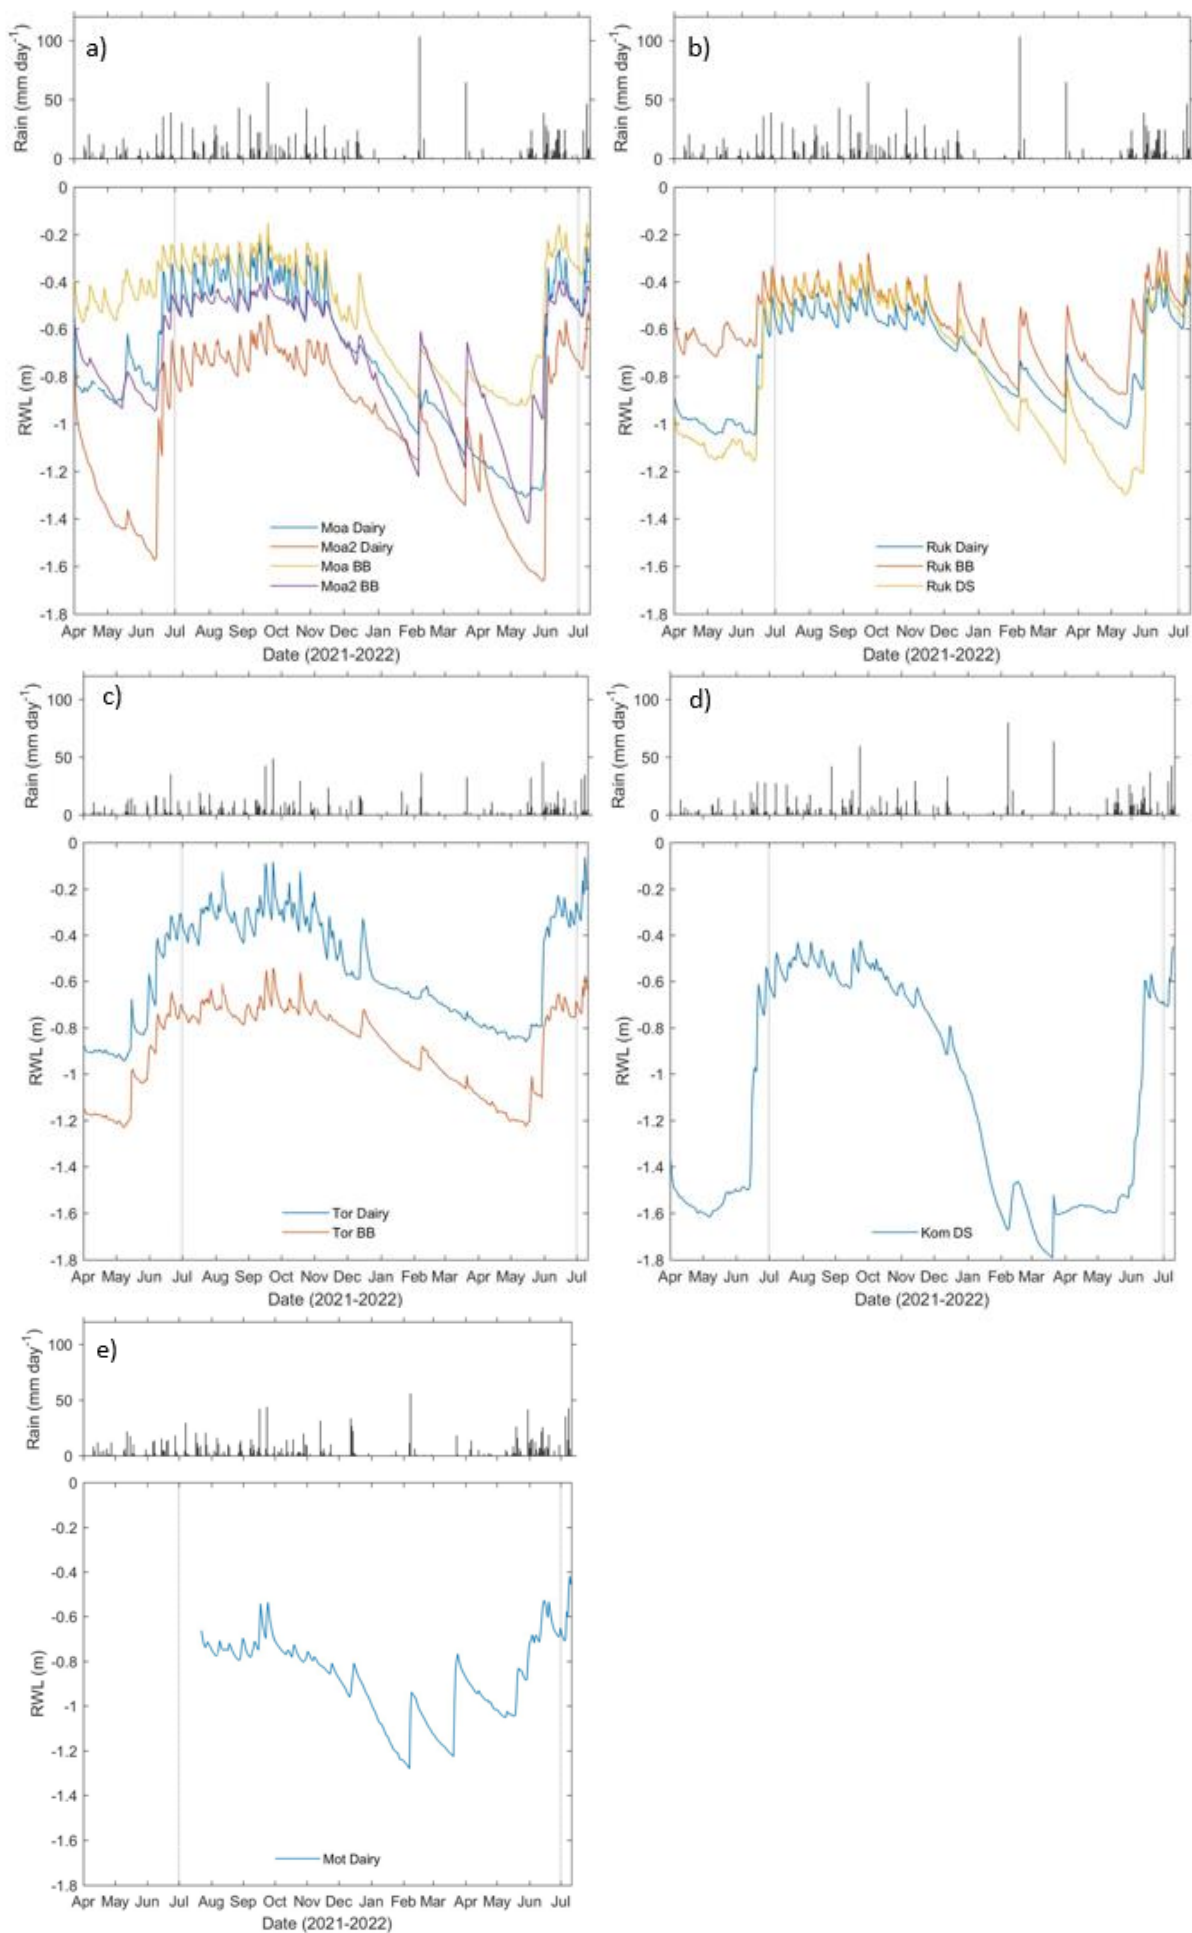 a)
Rain (mm day-1)
100
50
0
0
-0.2
-0.4
-0.6
-0.8
-1
-1.2
-1.4
-1.6
-1.8
RWL (m)
Moa Dairy
Moa2 Dairy
Moa BB
Moa2 BB
Apr May Jun Jul Aug Sep Oct Nov Dec Jan Feb Mar Apr May Jun Jul
Date (2021-2022)
b)
Rain (mm day-1)
100
50
0
0
-0.2
-0.4
-0.6
-0.8
-1
-1.2
-1.4
-1.6
-1.8
RWL (m)
Ruk Dairy
Ruk BB
Ruk DS
Apr May Jun Jul Aug Sep Oct Nov Dec Jan Feb Mar Apr May Jun Jul
Date (2021-2022)
c)
Rain (mm day-1)
100
50
0
0
-0.2
-0.4
-0.6
-0.8
-1
-1.2
-1.4
-1.6
-1.8
RWL (m)
Tor Dairy
Tor BB
Apr May Jun Jul Aug Sep Oct Nov Dec Jan Feb Mar Apr May Jun Jul
Date (2021-2022)
d)
Rain (mm day-1)
100
50
0
0
-0.2
-0.4
-0.6
-0.8
-1
-1.2
-1.4
-1.6
-1.8
RWL (m)
Kom DS
Apr May Jun Jul Aug Sep Oct Nov Dec Jan Feb Mar Apr May Jun Jul
Date (2021-2022)
e)
Rain (mm day-1)
100
50
0
0
-0.2
-0.4
-0.6
-0.8
-1
-1.2
-1.4
-1.6
-1.8
RWL (m)
Mot Dairy
Apr May Jun Jul Aug Sep Oct Nov Dec Jan Feb Mar Apr May Jun Jul
Date (2021-2022)